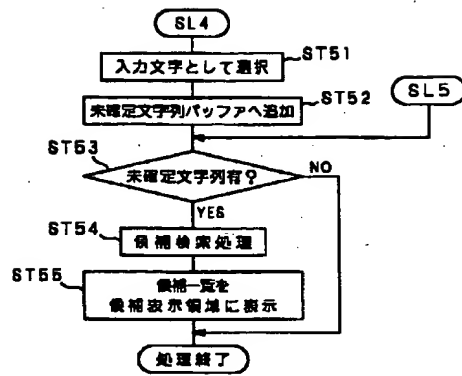 SL4
ST51
入力文字として選択
SL5
ST52
未確定文字列バッファへ追加
ST53
未確定文字列有?
NO
YES
ST54
候補検索処理
ST55
候補一覧を
候補表示領域に表示
処理終了